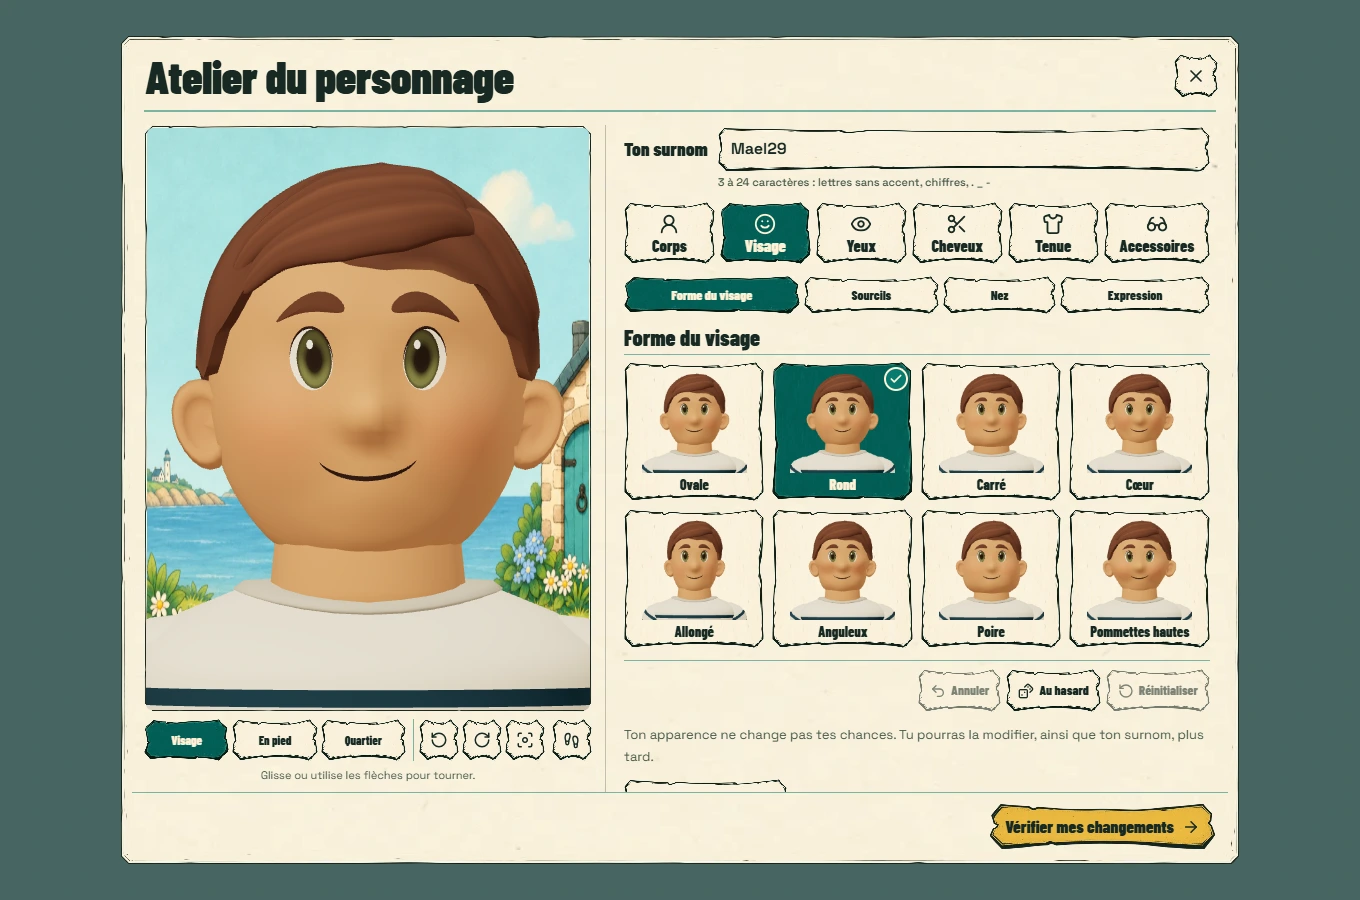 Atelier du personnage
Ton surnom
Mael29
3 à 24 caractères : lettres sans accent, chiffres, . _ -
Corps
Visage
Yeux
Cheveux
Tenue
Accessoires
Forme du visage
Sourcils
Nez
Expression
Forme du visage
Ovale
Rond
Carré
Cœur
Allongé
Anguleux
Poire
Pommettes hautes
Annuler
Au hasard
Réinitialiser
Ton apparence ne change pas tes chances. Tu pourras la modifier, ainsi que ton surnom, plus
tard.
Visage
En pied
Quartier
Glisse ou utilise les flèches pour tourner.
Vérifier mes changements